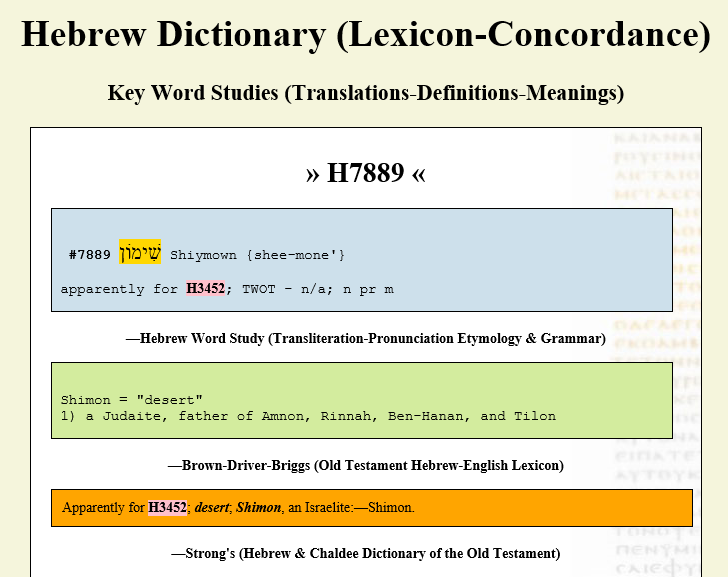 Hebrew Dictionary (Lexicon-Concordance)
Key Word Studies (Translations-Definitions-Meanings)
» H7889 «
#7889 שִׁימוֹן Shiymown {shee-mone'}
apparently for H3452; TWOT - n/a; n pr m
—Hebrew Word Study (Transliteration-Pronunciation Etymology & Grammar)
Shimon = "desert"
1) a Judaite, father of Amnon, Rinnah, Ben-Hanan, and Tilon
—Brown-Driver-Briggs (Old Testament Hebrew-English Lexicon)
Apparently for H3452; desert; Shimon, an Israelite:—Shimon.
—Strong's (Hebrew & Chaldee Dictionary of the Old Testament)